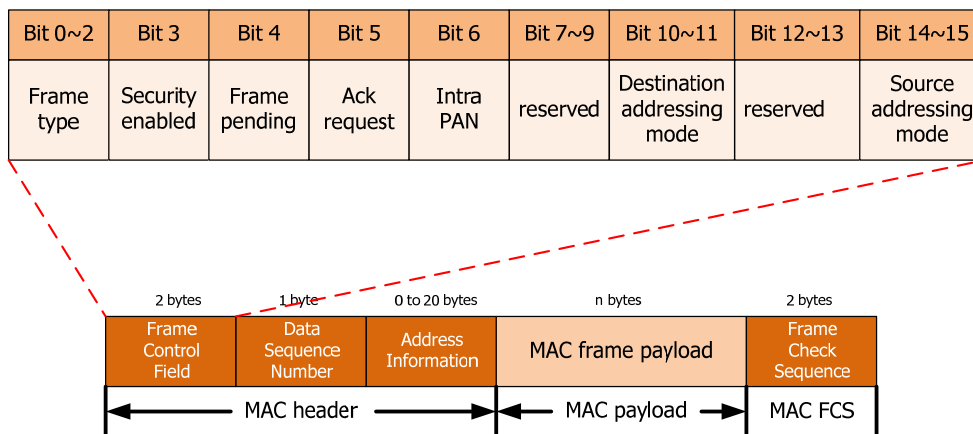 Bit 0~2 Bit 3 Bit 4 Bit 5 Bit 6 Bit 7~9 Bit 10~11 Bit 12~13 Bit 14~15
Frame type
Security enabled
Frame pending
Ack request
Intra PAN
reserved
Destination addressing mode
reserved
Source addressing mode
2 bytes 1 byte 0 to 20 bytes n bytes 2 bytes
Frame Control Field
Data Sequence Number
Address Information
MAC frame payload
Frame Check Sequence
MAC header MAC payload MAC FCS